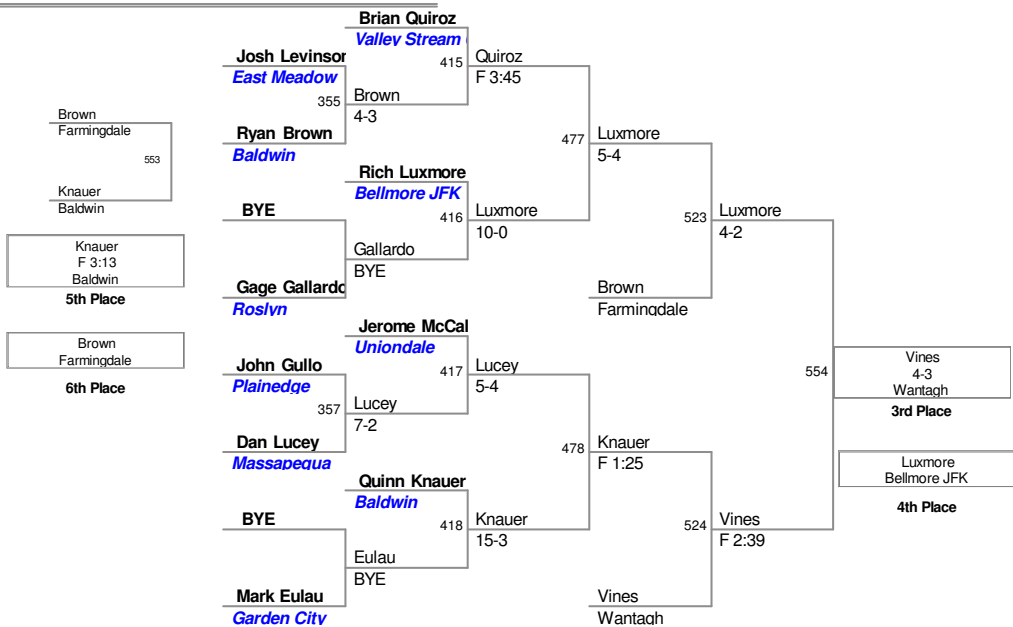 Brian Quiroz
Valley Stream
Josh Levinson
East Meadow
415
Quiroz
F 3:45
355
Brown
4-3
Ryan Brown
Baldwin
477
Luxmore
5-4
Rich Luxmore
Bellmore JFK
BYE
416
Luxmore
10-0
Gallardo
BYE
Gage Gallardo
Roslyn
523
Luxmore
4-2
Brown
Farmingdale
Brown
Farmingdale
553
Knauer
Baldwin
Knauer
F 3:13
Baldwin
5th Place
Brown
Farmingdale
6th Place
Jerome McCal
Uniondale
John Gullo
Plainedge
417
Lucey
5-4
357
Lucey
7-2
Dan Lucey
Massapequa
478
Knauer
F 1:25
Quinn Knauer
Baldwin
BYE
418
Knauer
15-3
Eulau
BYE
Mark Eulau
Garden City
524
Vines
F 2:39
Vines
Wantagh
554
Vines
4-3
Wantagh
3rd Place
Luxmore
Bellmore JFK
4th Place